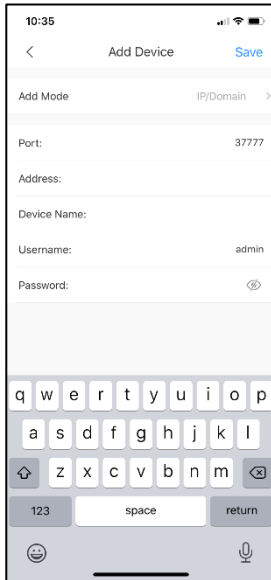 10:35
Add Device Save
Add Mode IP/Domain
Port: 37777
Address:
Device Name:
Username: admin
Password:
q w e r t y u i o p
a s d f g h j k l
z x c v b n m
123 space return